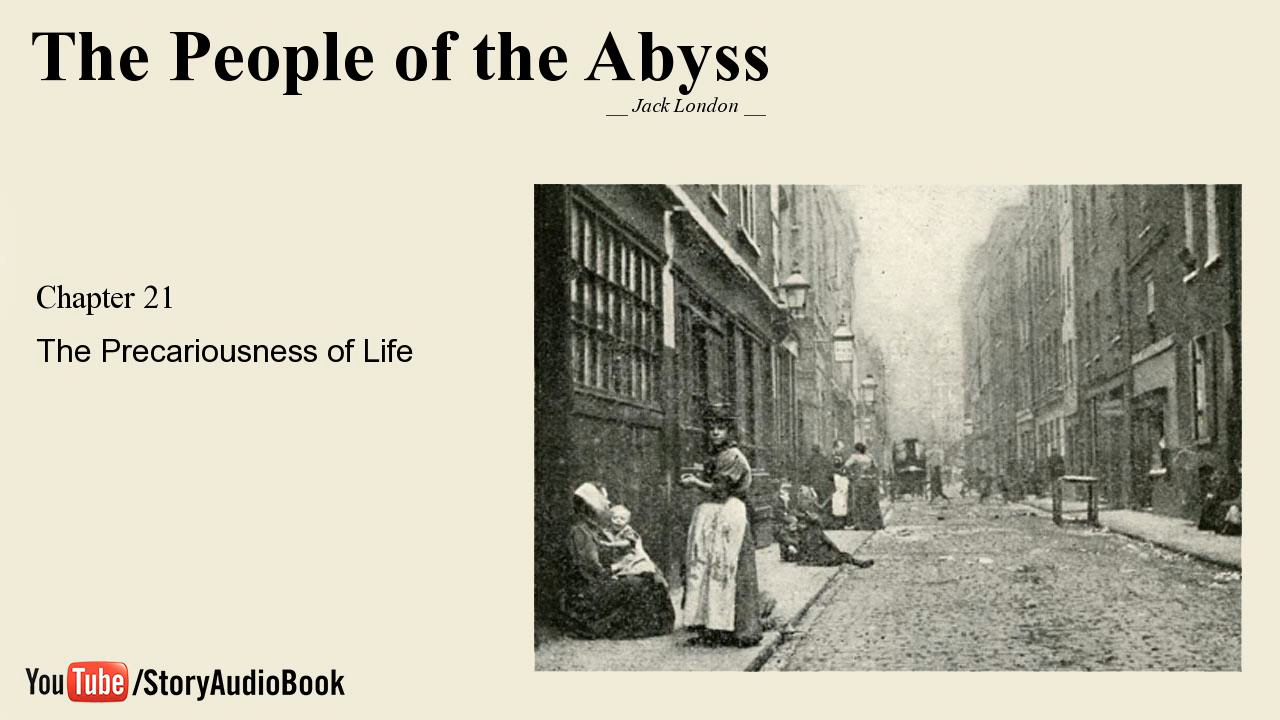 The People of the Abyss
__ Jack London __
Chapter 21
The Precariousness of Life
YouTube/StoryAudioBook